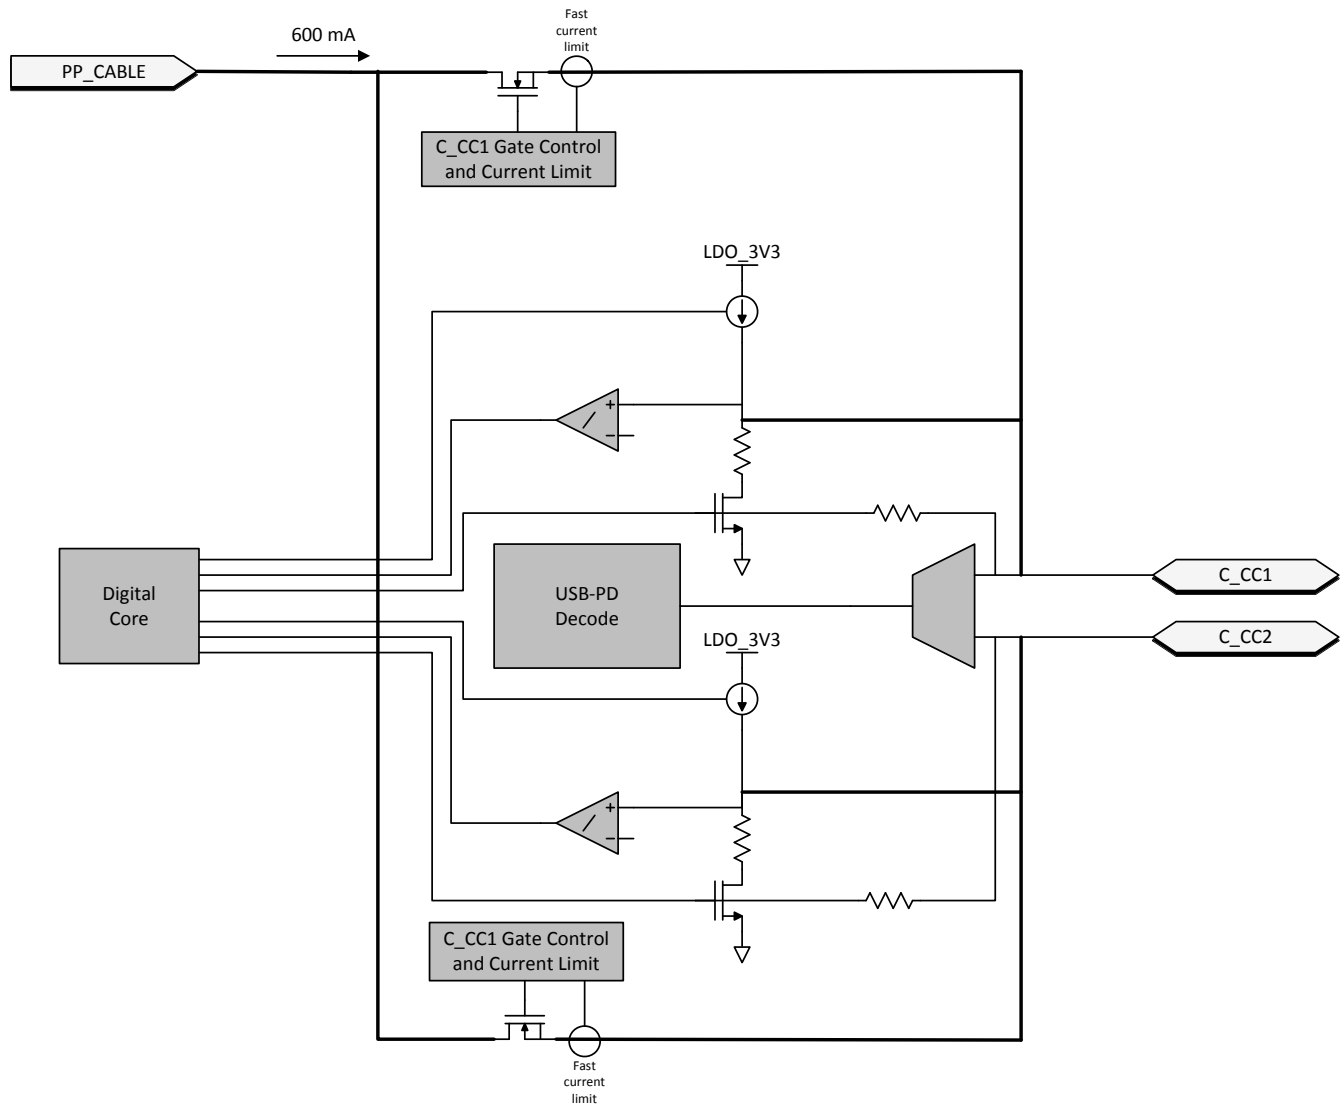 Fast
current
limit
600 mA
PP_CABLE
C_CC1 Gate Control
and Current Limit
LDO_3V3
+
−
Digital
Core
USB-PD
Decode
C_CC1
C_CC2
LDO_3V3
+
−
C_CC1 Gate Control
and Current Limit
Fast
current
limit